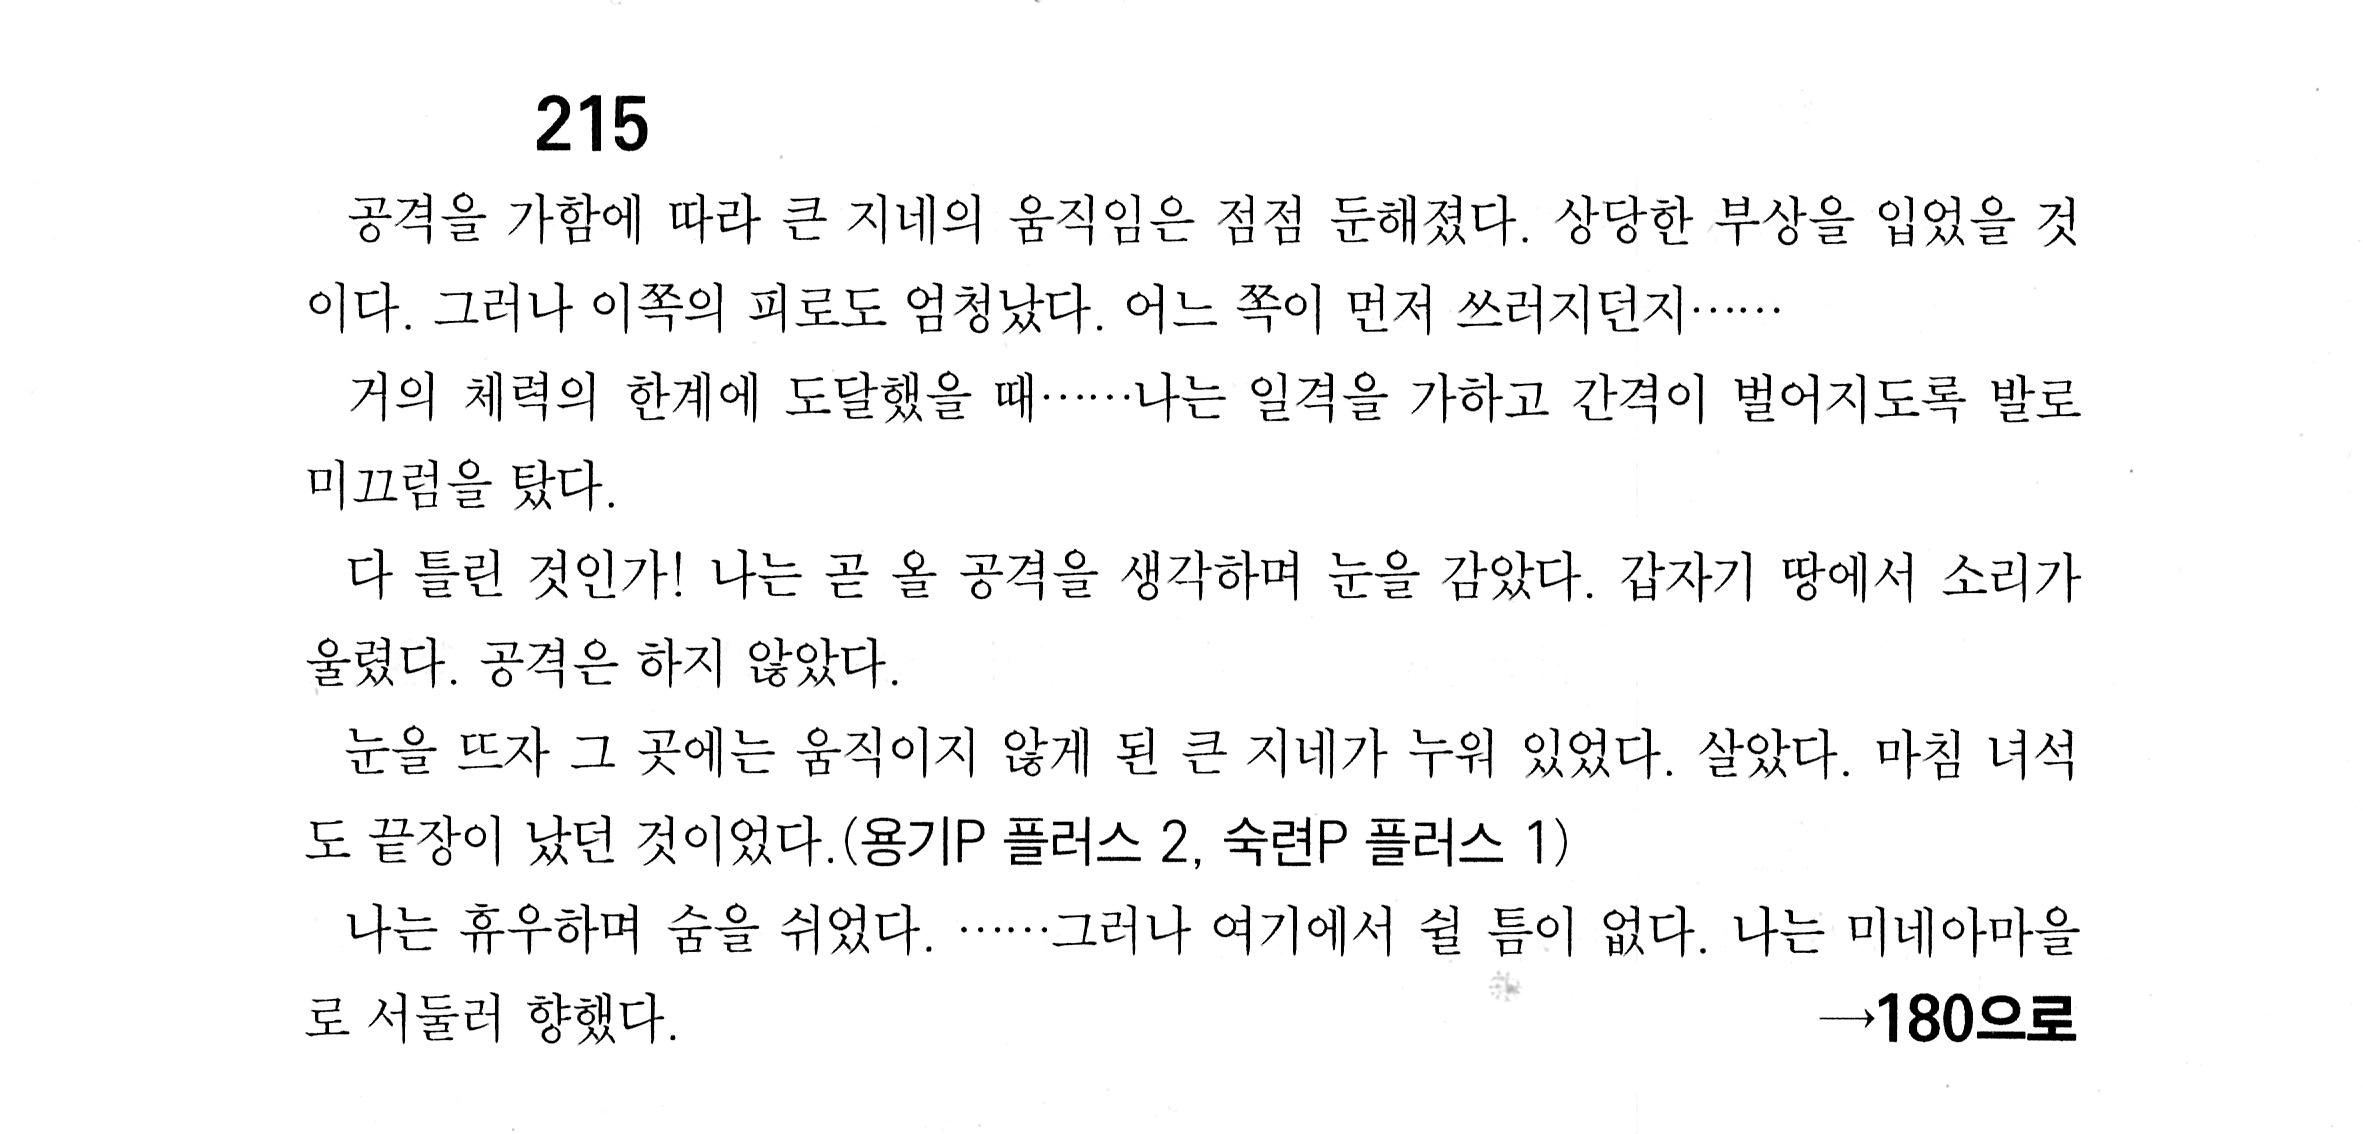 215
공격을 가함에 따라 큰 지네의 움직임은 점점 둔해졌다. 상당한 부상을 입었을 것
이다. 그러나 이쪽의 피로도 엄청났다. 어느 쪽이 먼저 쓰러지던지……
거의 체력의 한계에 도달했을 때……나는 일격을 가하고 간격이 벌어지도록 발로
미끄럼을 탔다.
다 틀린 것인가! 나는 곧 올 공격을 생각하며 눈을 감았다. 갑자기 땅에서 소리가
울렸다. 공격은 하지 않았다.
눈을 뜨자 그 곳에는 움직이지 않게 된 큰 지네가 누워 있었다. 살았다. 마침 녀석
도 끝장이 났던 것이었다.(용기P 플러스 2, 숙련P 플러스 1)
나는 휴우하며 숨을 쉬었다. ……그러나 여기에서 쉴 틈이 없다. 나는 미네아마을
로 서둘러 향했다. →180으로